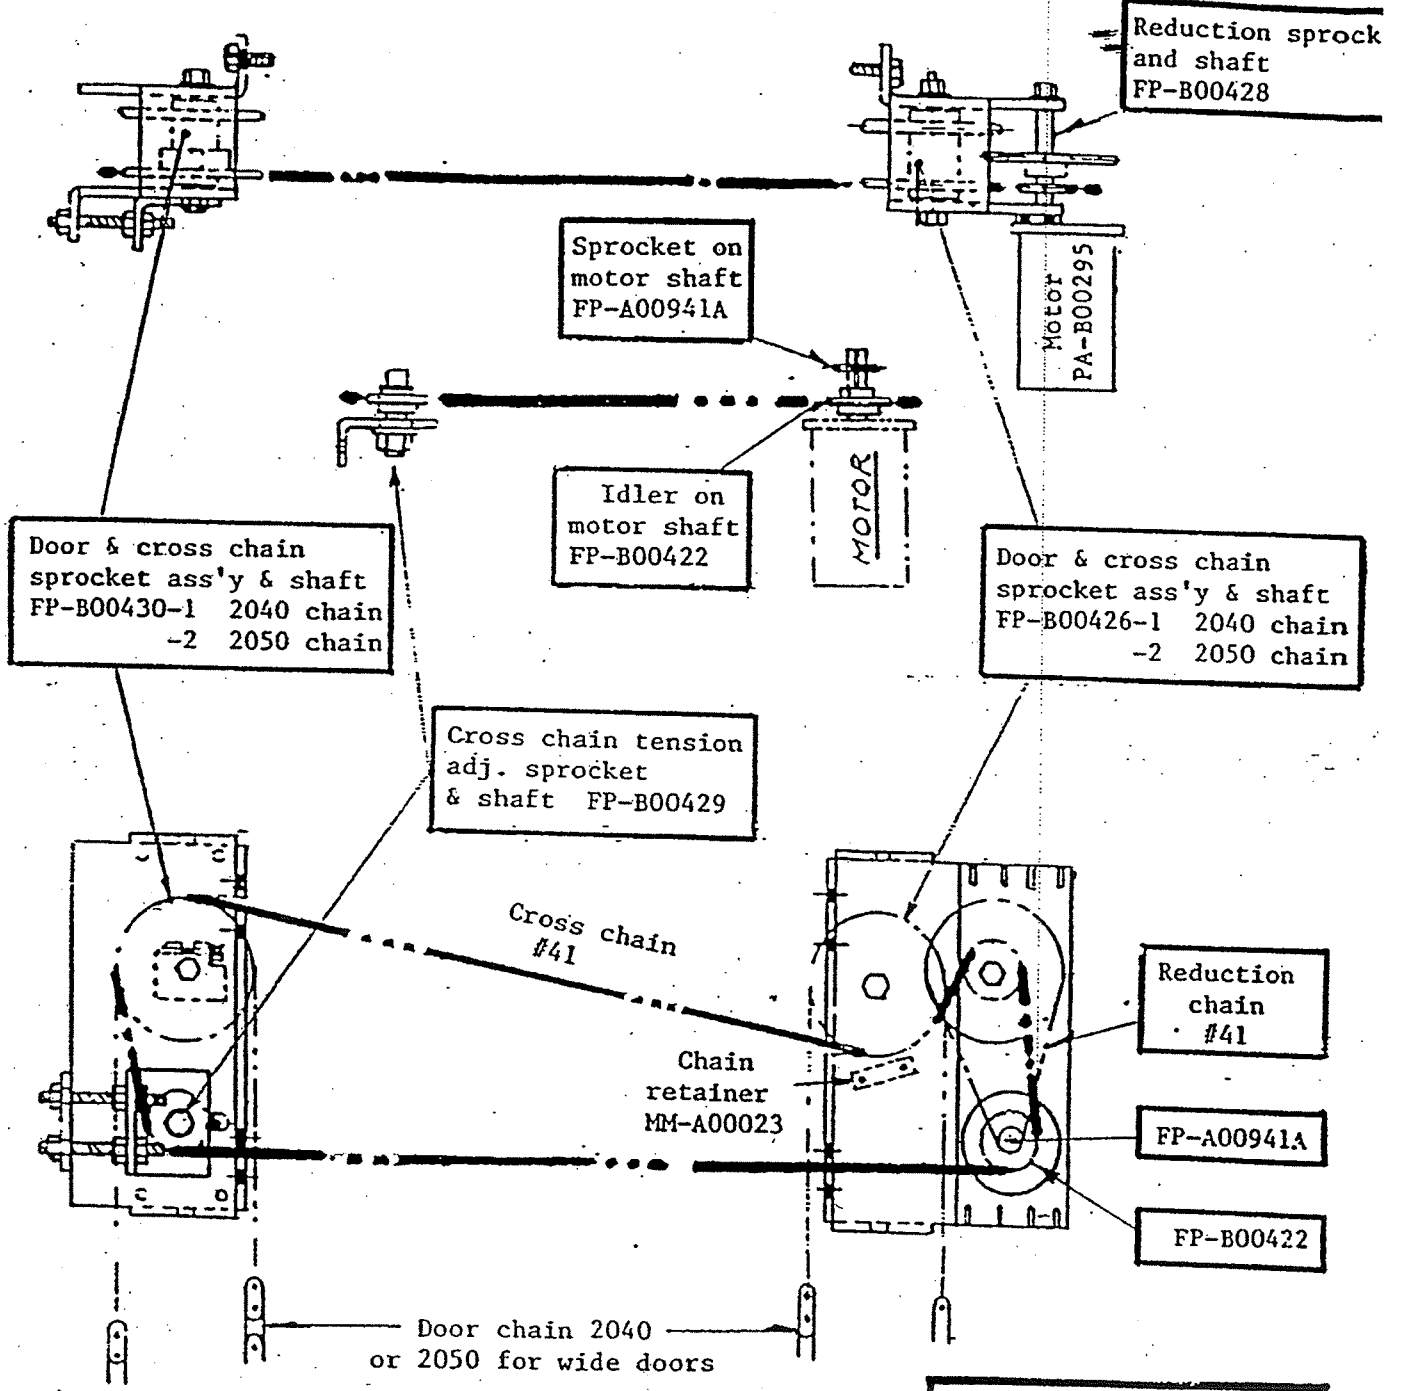 Reduction sprock
and shaft
FP-B00428
Sprocket on
motor shaft
FP-A00941A
Motor
PA-B00295
Idler on
motor shaft
FP-B00422
MOTOR
Door & cross chain
sprocket ass'y & shaft
FP-B00430-1 2040 chain
-2 2050 chain
Door & cross chain
sprocket ass'y & shaft
FP-B00426-1 2040 chain
-2 2050 chain
Cross chain tension
adj. sprocket
& shaft FP-B00429
Cross chain
#41
Reduction
chain
#41
Chain
retainer
MM-A00023
FP-A00941A
FP-B00422
Door chain 2040
or 2050 for wide doors